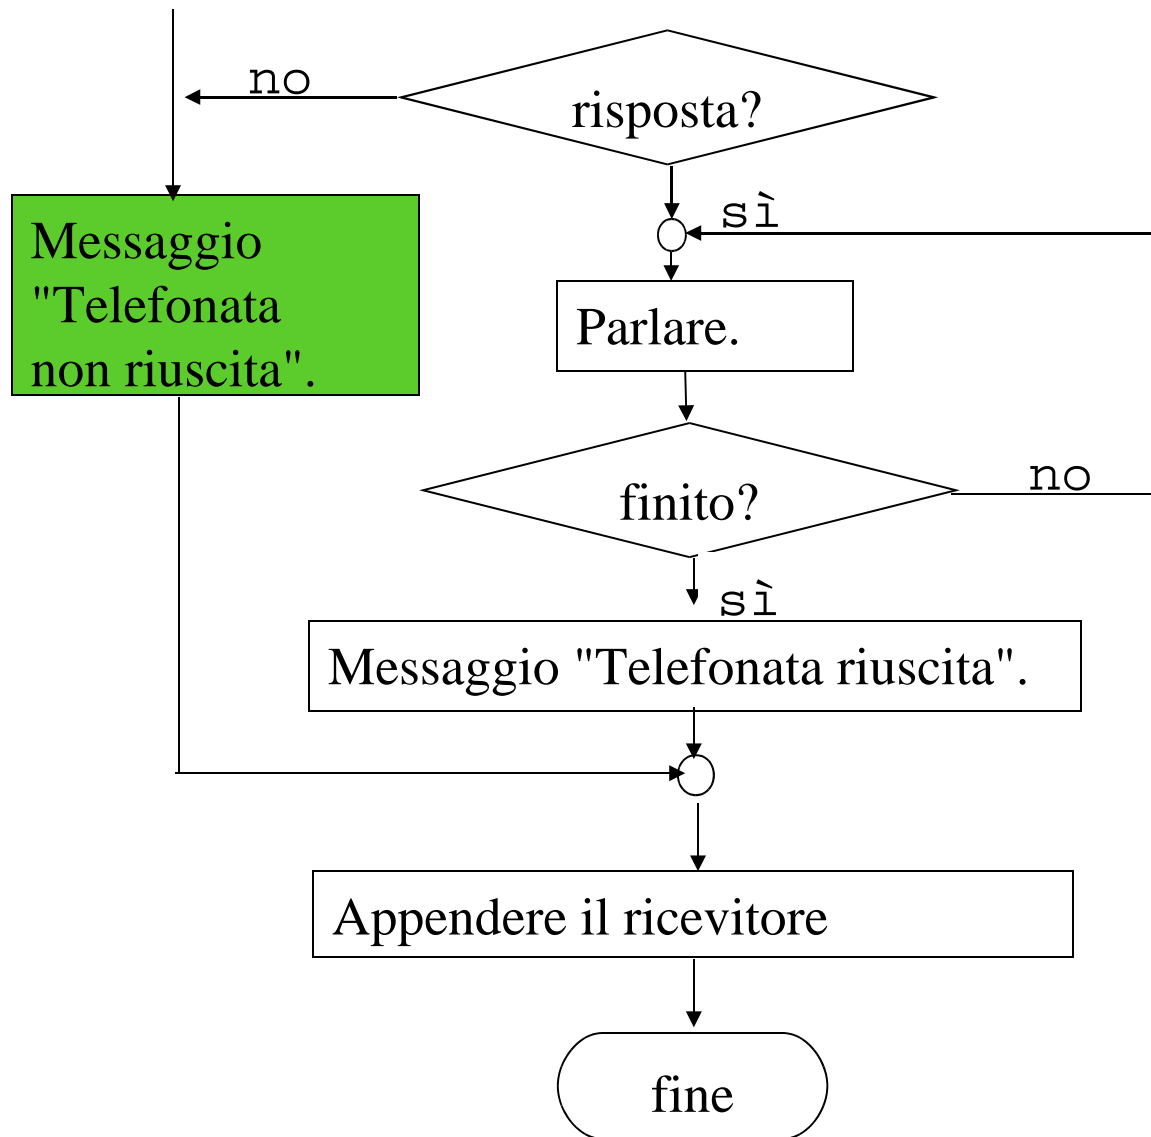 no
risposta?
sì
Messaggio
"Telefonata
non riuscita".
Parlare.
finito?
no
sì
Messaggio "Telefonata riuscita".
Appendere il ricevitore
fine